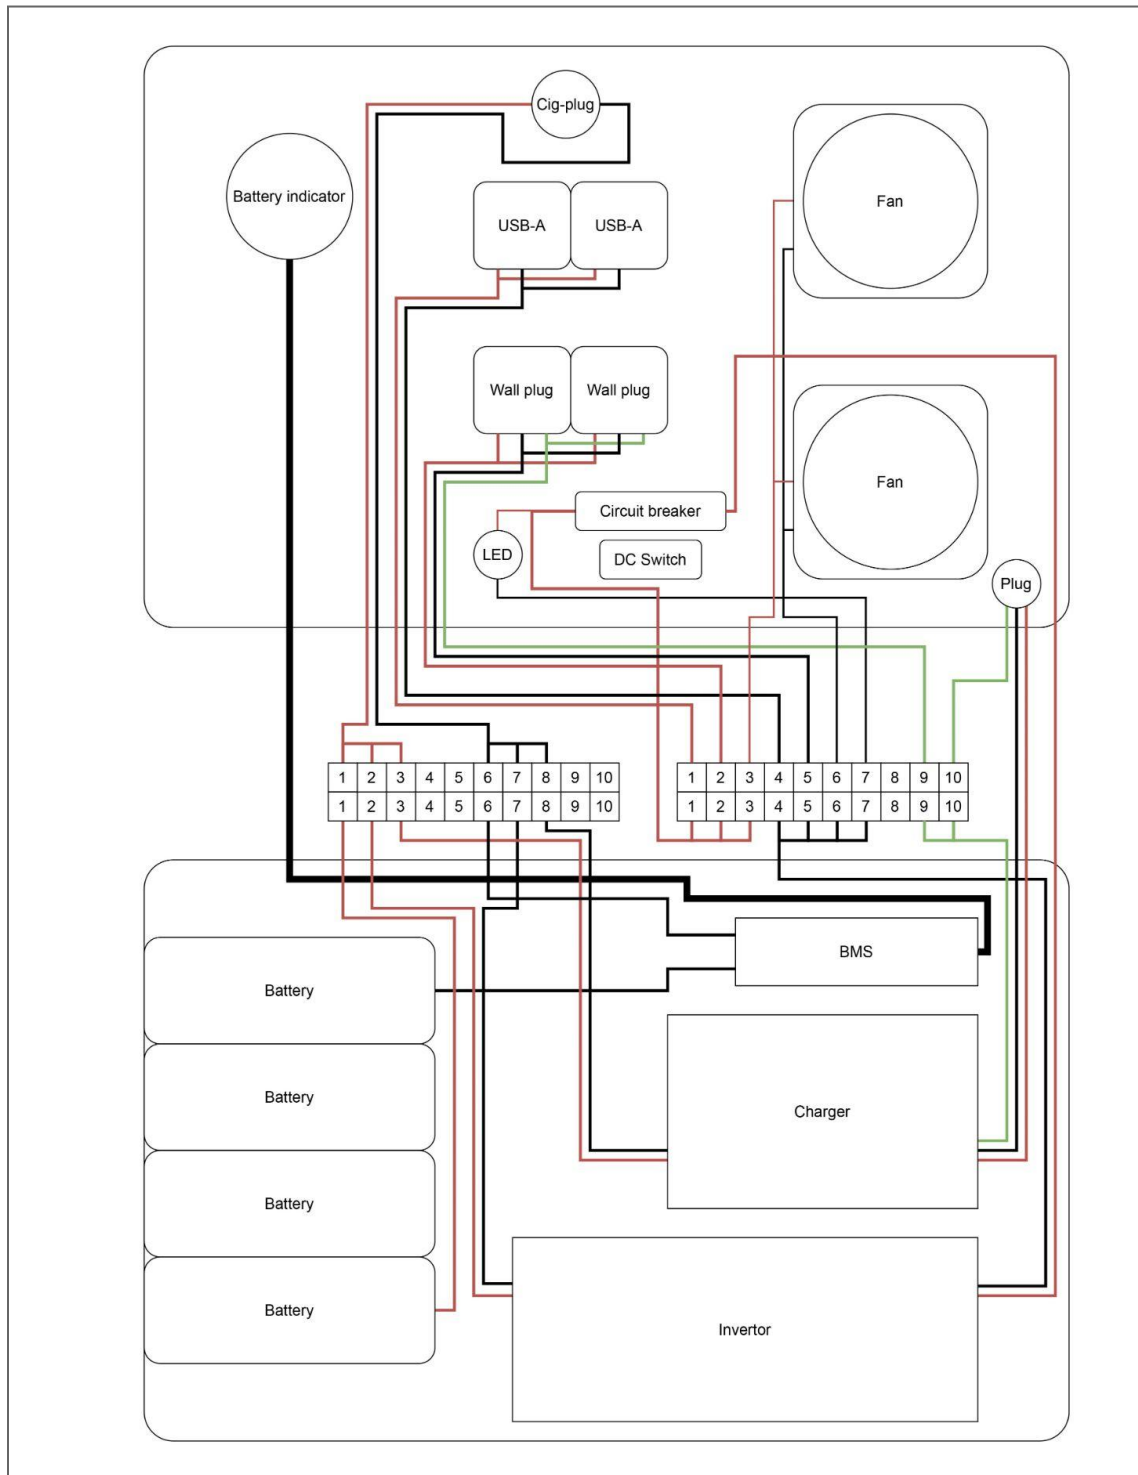 Cig-plug
Battery indicator
Fan
USB-A USB-A
Wall plug Wall plug
Fan
Circuit breaker
LED
DC Switch
Plug
1 2 3 4 5 6 7 8 9 10
1 2 3 4 5 6 7 8 9 10
1 2 3 4 5 6 7 8 9 10
1 2 3 4 5 6 7 8 9 10
BMS
Battery
Battery
Charger
Battery
Battery
Invertor